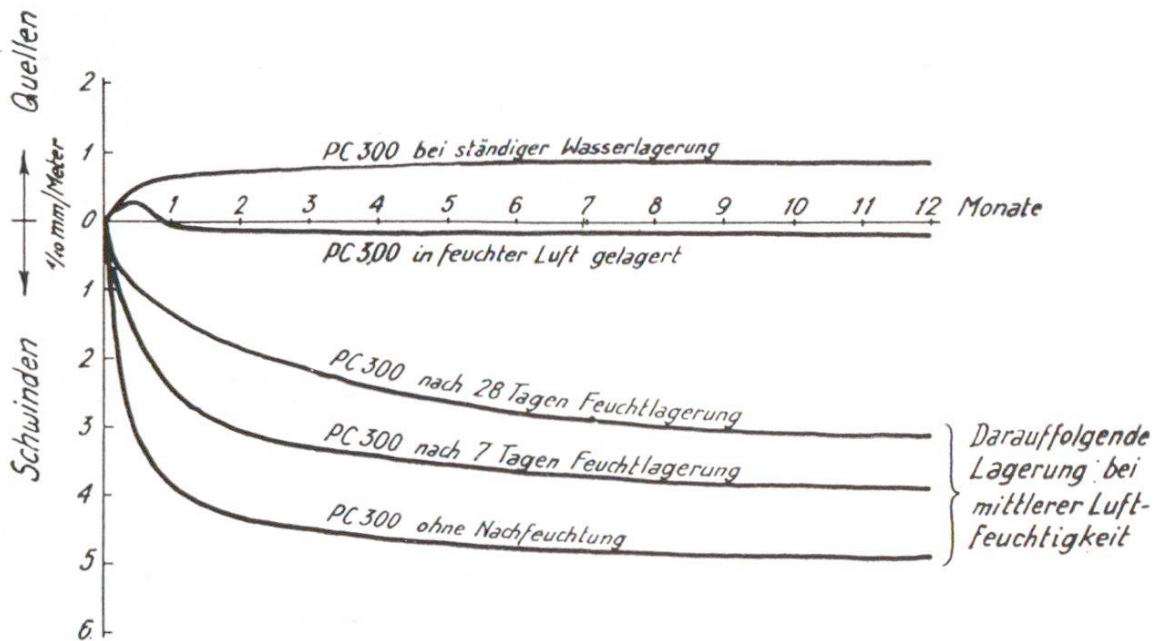 Quellen
1/10 mm/Meter
Schwinden
2
1
0
1
2
3
4
5
6
PC 300 bei ständiger Wasserlagerung
1 2 3 4 5 6 7 8 9 10 11 12 Monate
PC 300 in feuchter Luft gelagert
PC 300 nach 28 Tagen Feuchtlagerung
PC 300 nach 7 Tagen Feuchtlagerung
PC 300 ohne Nachfeuchtung
Darauffolgende
Lagerung bei
mittlerer Luft-
feuchtigkeit